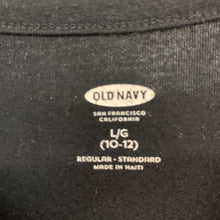 OLD NAVY
SAN FRANCISCO
CALIFORNIA
L/G
(10-12)
REGULAR • STANDARD
MADE IN HAITI